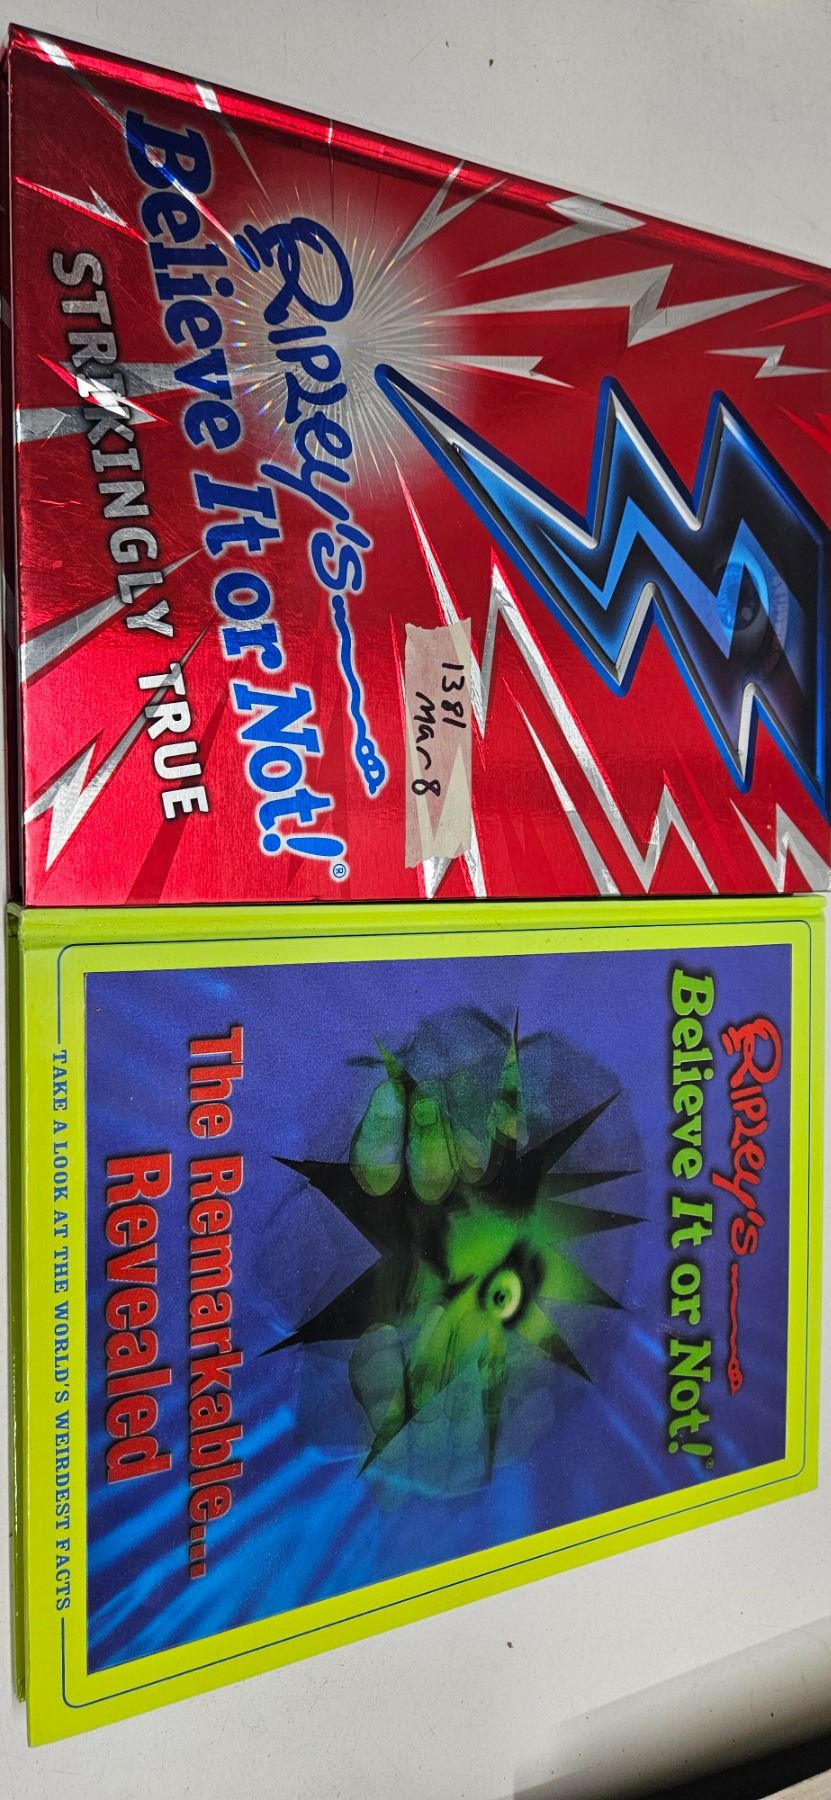 RIPLEY'S
Believe It or Not!®
STRIKINGLY TRUE
1381
Mar 8
RIPLEY'S
Believe It or Not!®
The Remarkable...
Revealed
TAKE A LOOK AT THE WORLD'S WEIRDEST FACTS